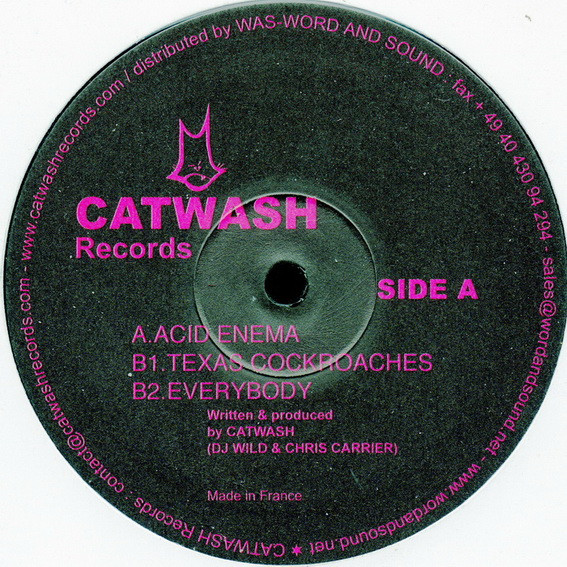 CATWASH Records · contact@catwashrecords.com - www.catwashrecords.com / distributed by WAS-WORD AND SOUND · fax + 49 40 430 94 294 - sales@wordandsound.net - www.wordandsound.net ✶
CATWASH
Records
SIDE A
A.ACID ENEMA
B1.TEXAS COCKROACHES
B2.EVERYBODY
Written & produced
by CATWASH
(DJ WILD & CHRIS CARRIER)
Made in France